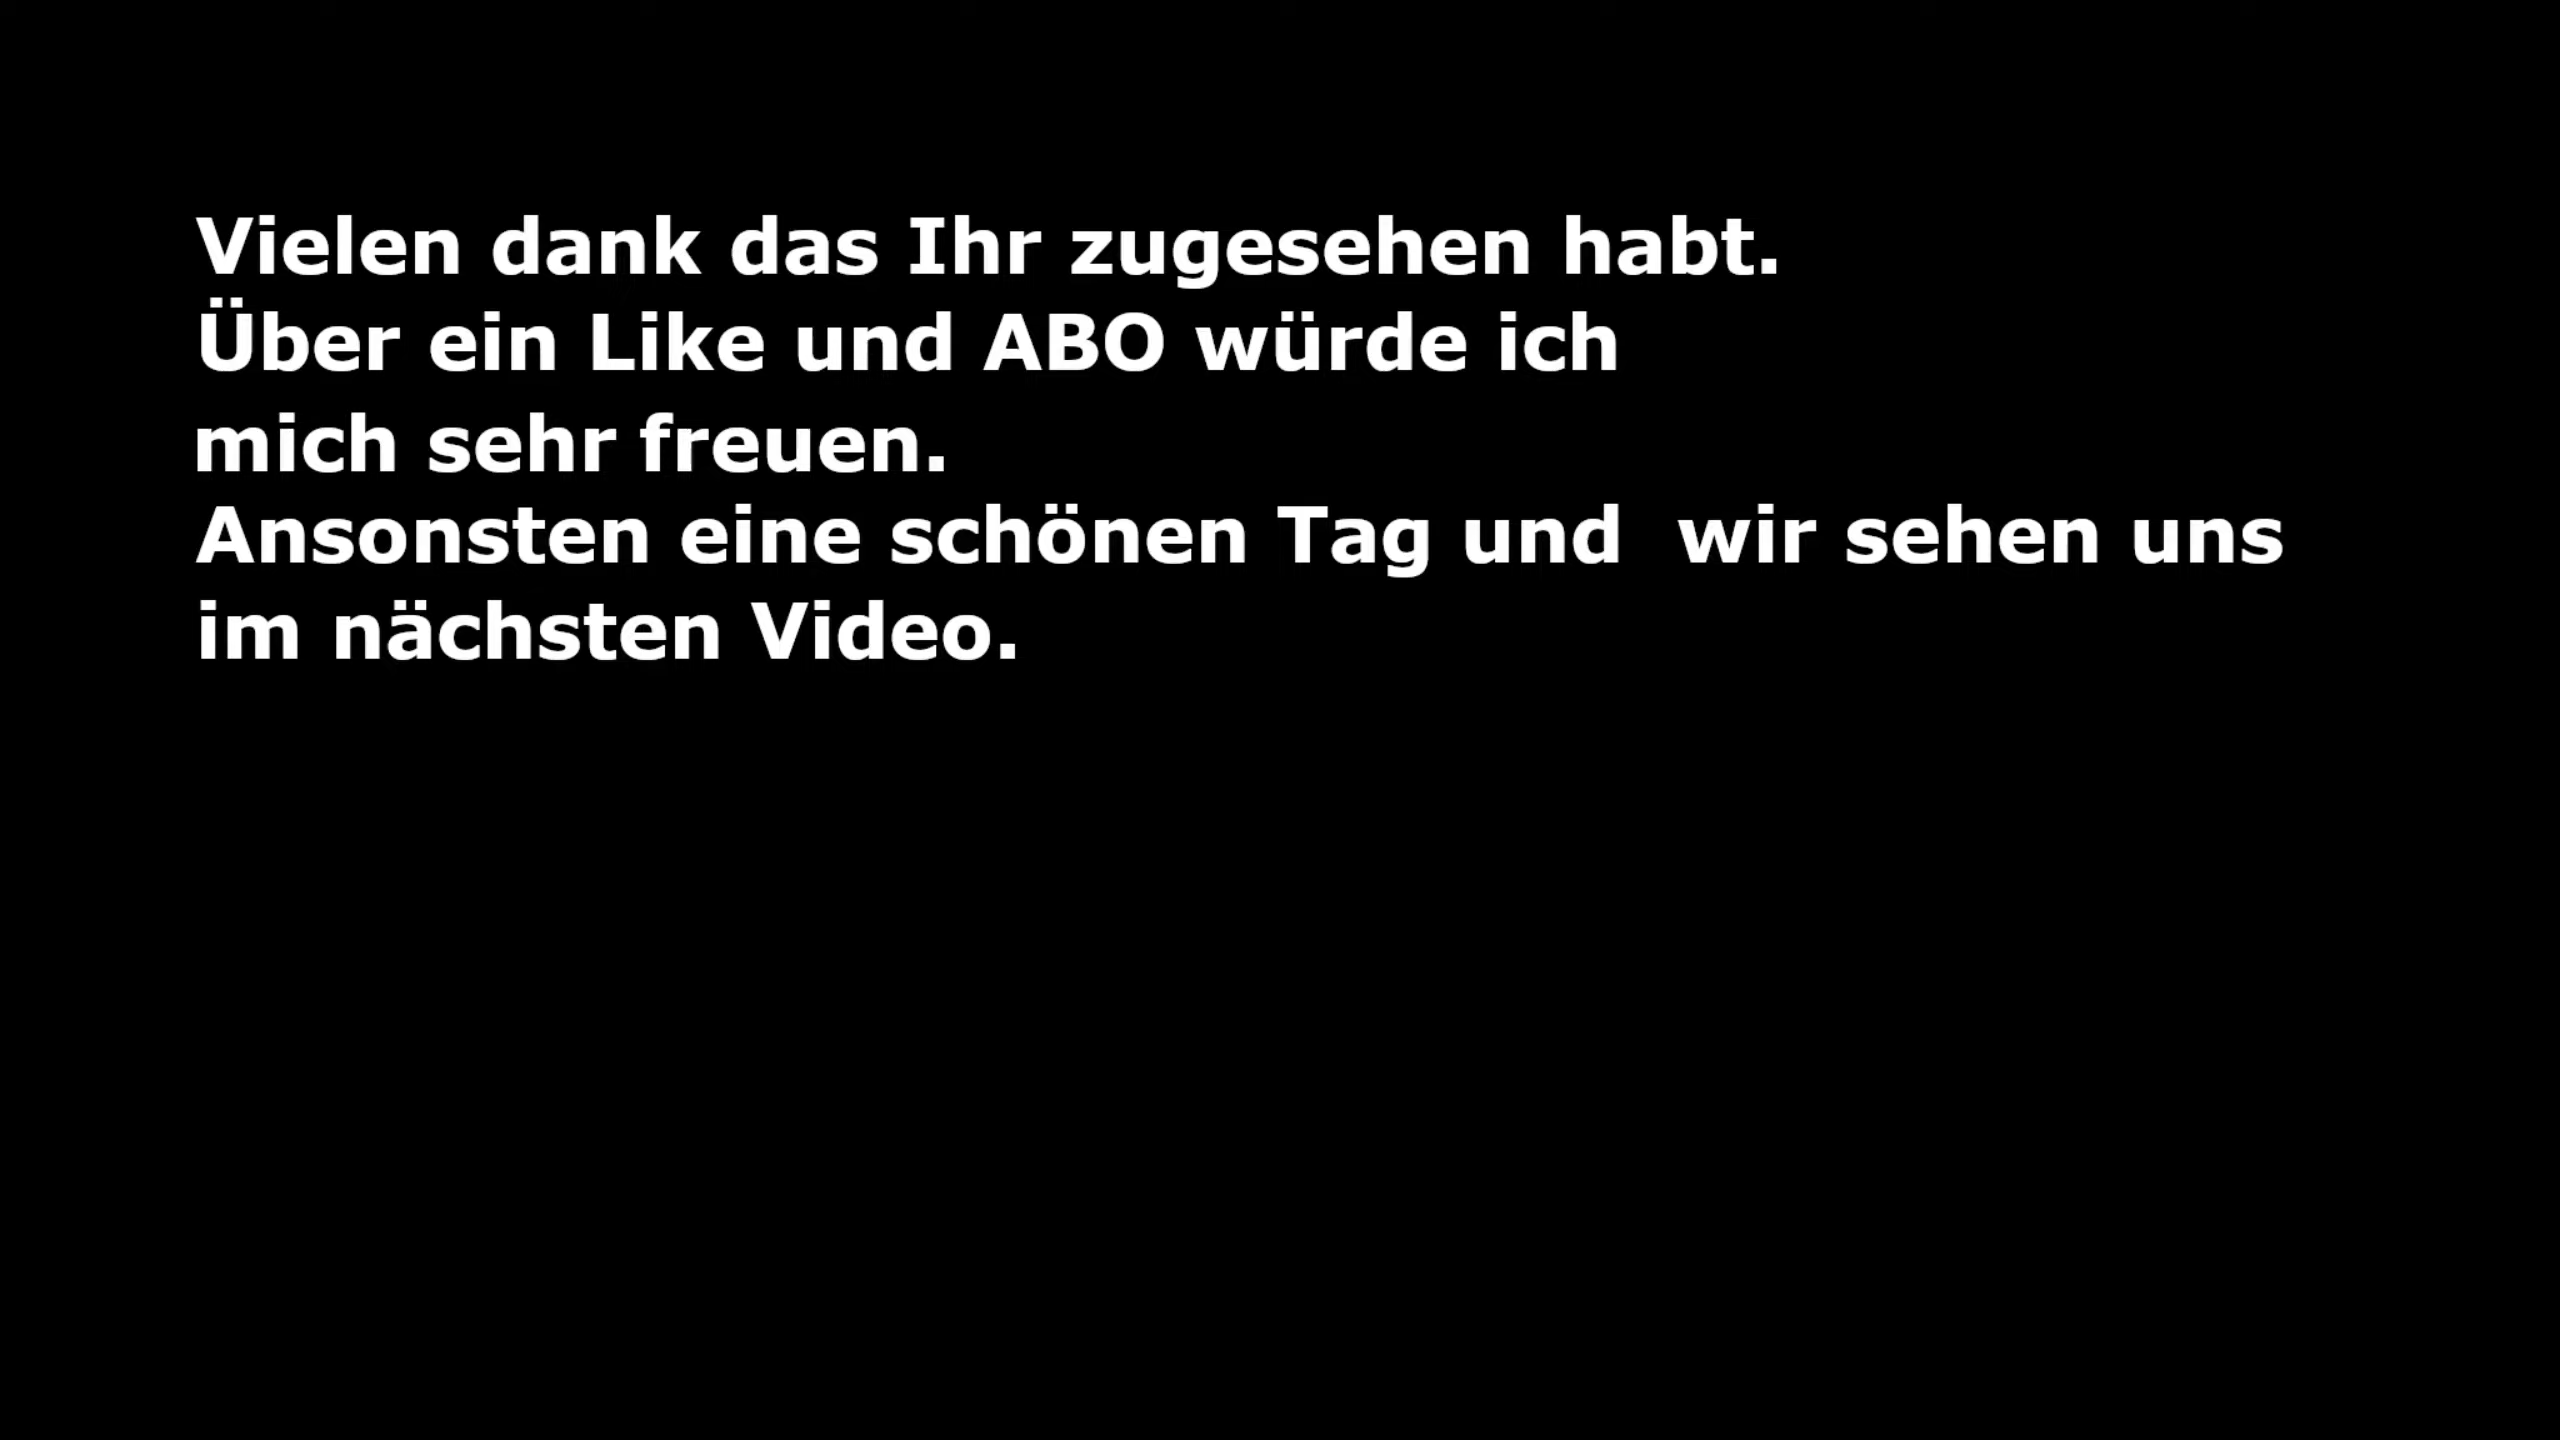 Vielen dank das Ihr zugesehen habt.
Über ein Like und ABO würde ich
mich sehr freuen.
Ansonsten eine schönen Tag und  wir sehen uns
im nächsten Video.